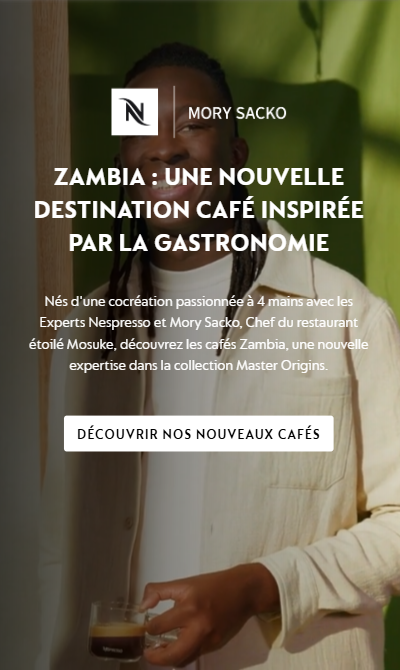 N
MORY SACKO
ZAMBIA : UNE NOUVELLE
DESTINATION CAFÉ INSPIRÉE
PAR LA GASTRONOMIE
Nés d'une cocréation passionnée à 4 mains avec les
Experts Nespresso et Mory Sacko, Chef du restaurant
étoilé Mosuke, découvrez les cafés Zambia, une nouvelle
expertise dans la collection Master Origins.
DÉCOUVRIR NOS NOUVEAUX CAFÉS